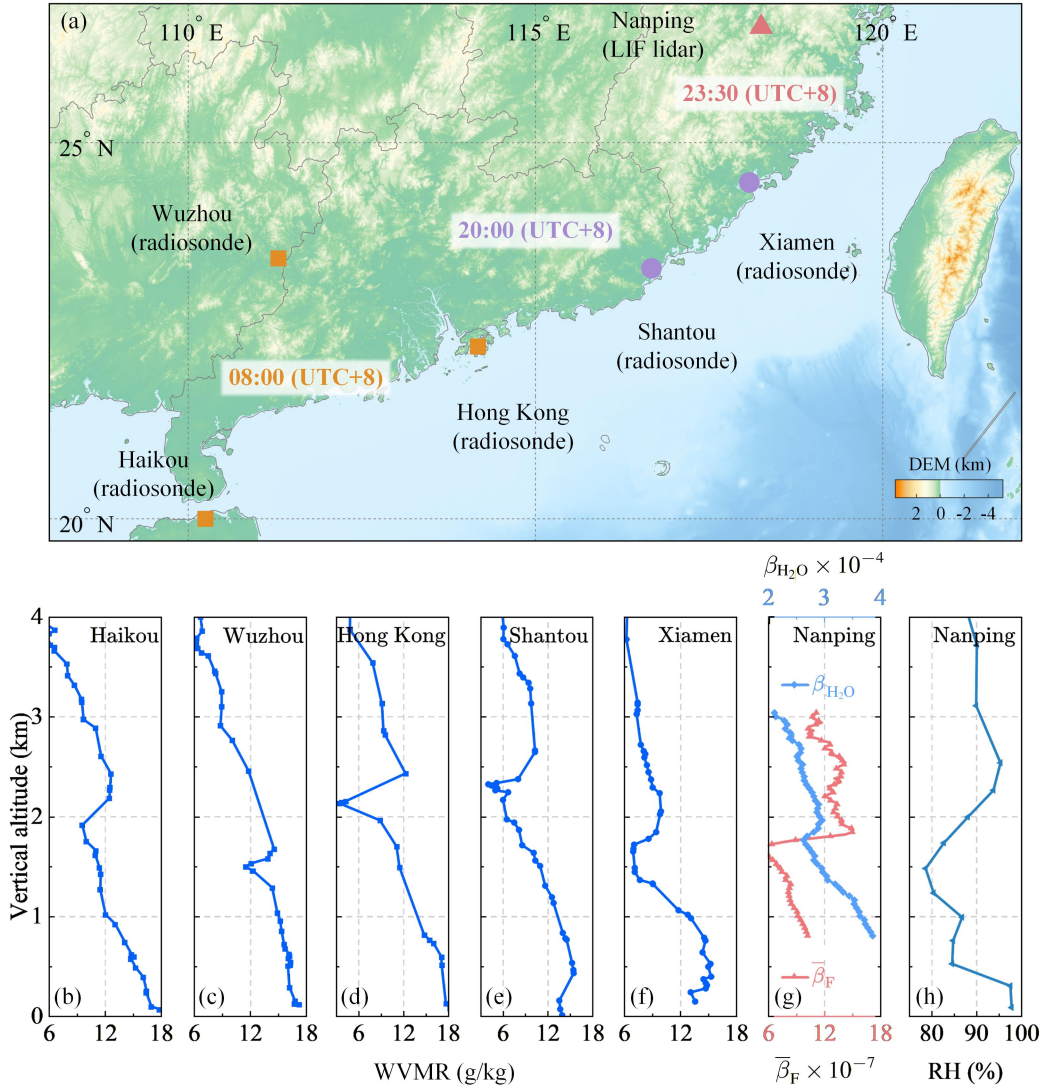 (a)
110° E
115° E
120° E
Nanping
(LIF lidar)
23:30 (UTC+8)
25° N
Wuzhou
(radiosonde)
20:00 (UTC+8)
Xiamen
(radiosonde)
Shantou
(radiosonde)
08:00 (UTC+8)
Hong Kong
(radiosonde)
Haikou
(radiosonde)
DEM (km)
2 0 -2 -4
20° N
β_H₂O × 10⁻⁴
2 3 4
Vertical altitude (km)
4
3
2
1
0
Haikou
(b)
6 12 18
Wuzhou
(c)
6 12 18
Hong Kong
(d)
6 12 18
Shantou
(e)
6 12 18
Xiamen
(f)
6 12 18
Nanping
β_H₂O
β̅_F
(g)
6 12 18
Nanping
(h)
80 90 100
WVMR (g/kg)
β̅_F × 10⁻⁷
RH (%)